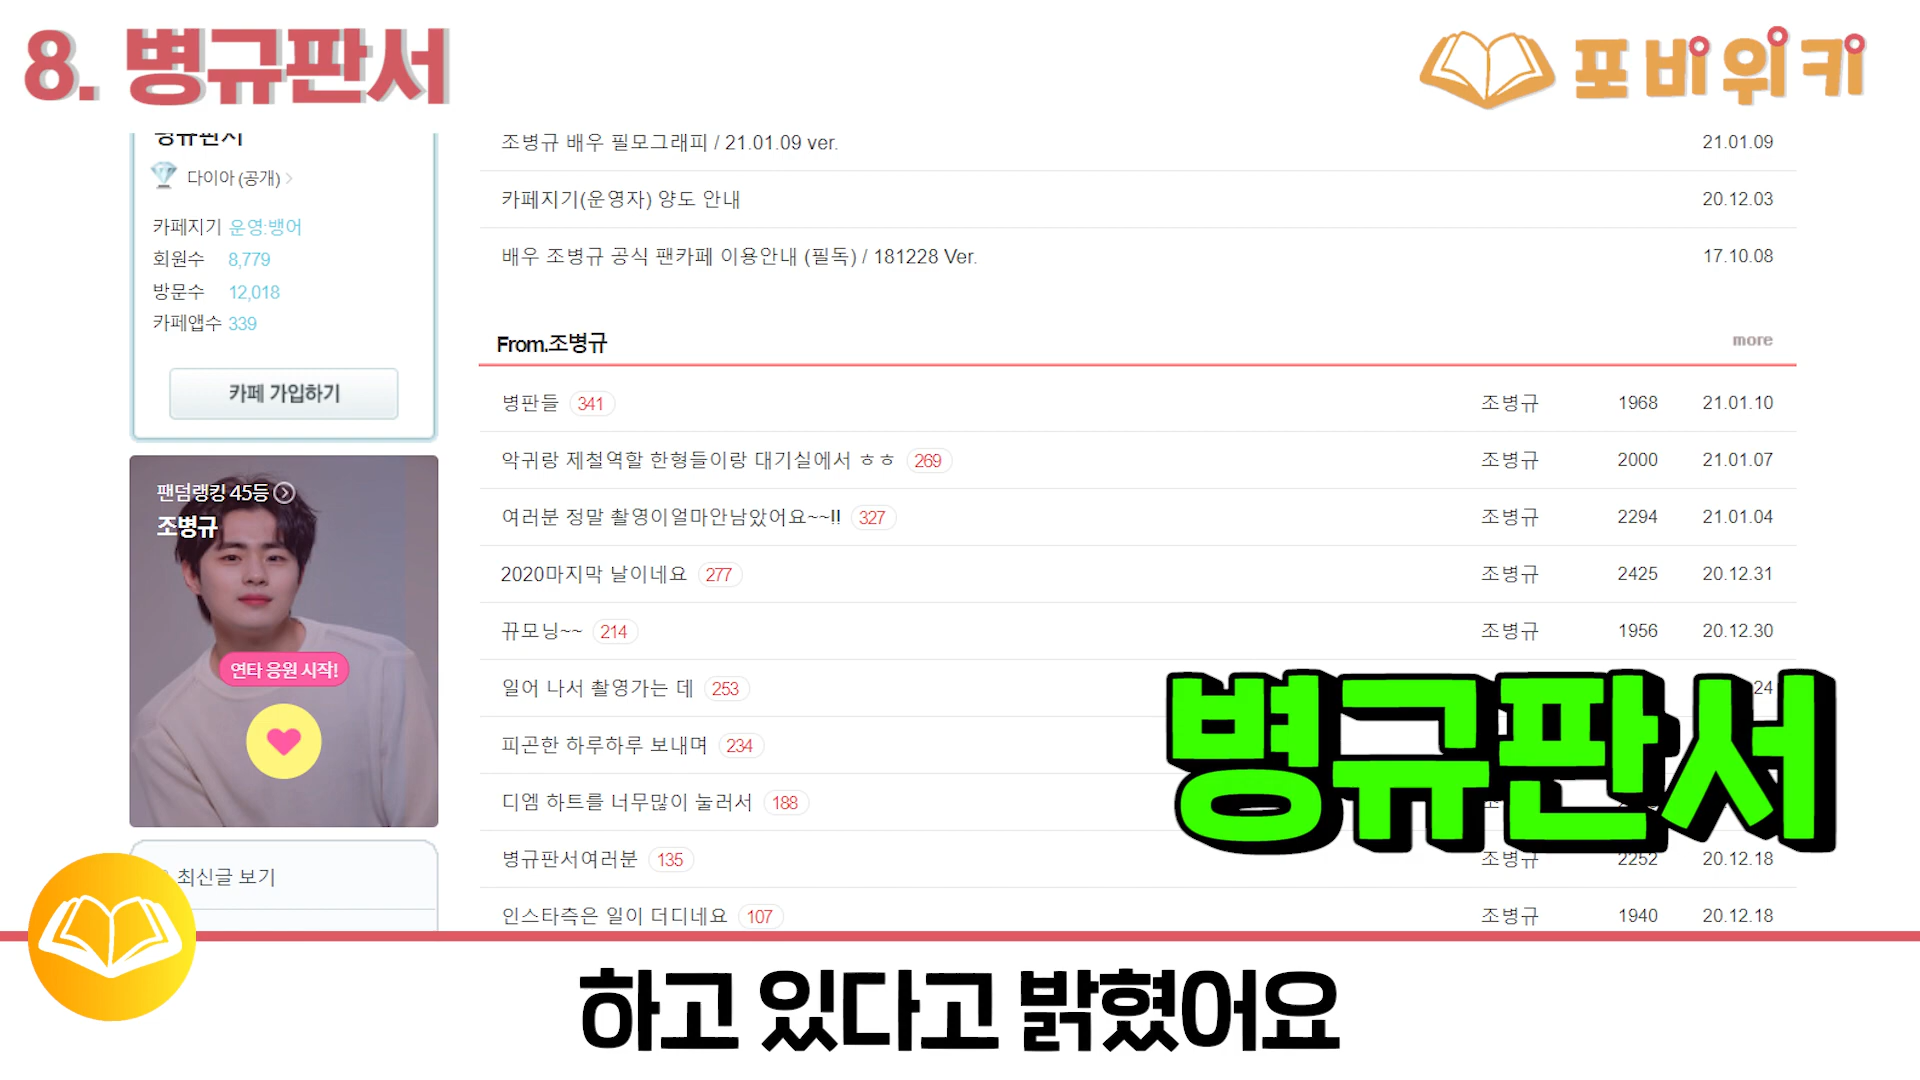 8. 병규판서
포비위키
병규판서
다이아 (공개)
카페지기 운영:뱅어
회원수 8,779
방문수 12,018
카페앱수 339
카페 가입하기
팬덤랭킹 45등
조병규
연타 응원 시작!
최신글 보기
조병규 배우 필모그래피 / 21.01.09 ver. 21.01.09
카페지기(운영자) 양도 안내 20.12.03
배우 조병규 공식 팬카페 이용안내 (필독) / 181228 Ver. 17.10.08
From.조병규 more
병판들 341 조병규 1968 21.01.10
악귀랑 제철역할 한형들이랑 대기실에서 ㅎㅎ 269 조병규 2000 21.01.07
여러분 정말 촬영이얼마안남았어요~~!! 327 조병규 2294 21.01.04
2020마지막 날이네요 277 조병규 2425 20.12.31
뀨모닝~~ 214 조병규 1956 20.12.30
일어 나서 촬영가는 데 253 24
피곤한 하루하루 보내며 234
디엠 하트를 너무많이 눌러서 188
병규판서여러분 135 조병규 2252 20.12.18
인스타측은 일이 더디네요 107 조병규 1940 20.12.18
병규판서
하고 있다고 밝혔어요